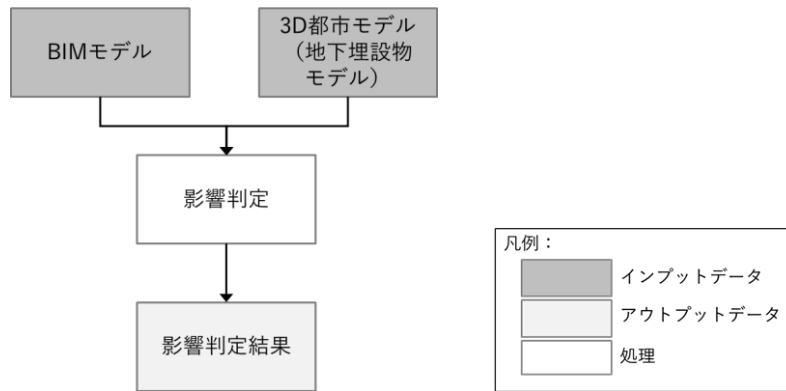 BIMモデル
3D都市モデル
（地下埋設物
モデル）
影響判定
影響判定結果
凡例：
インプットデータ
アウトプットデータ
処理